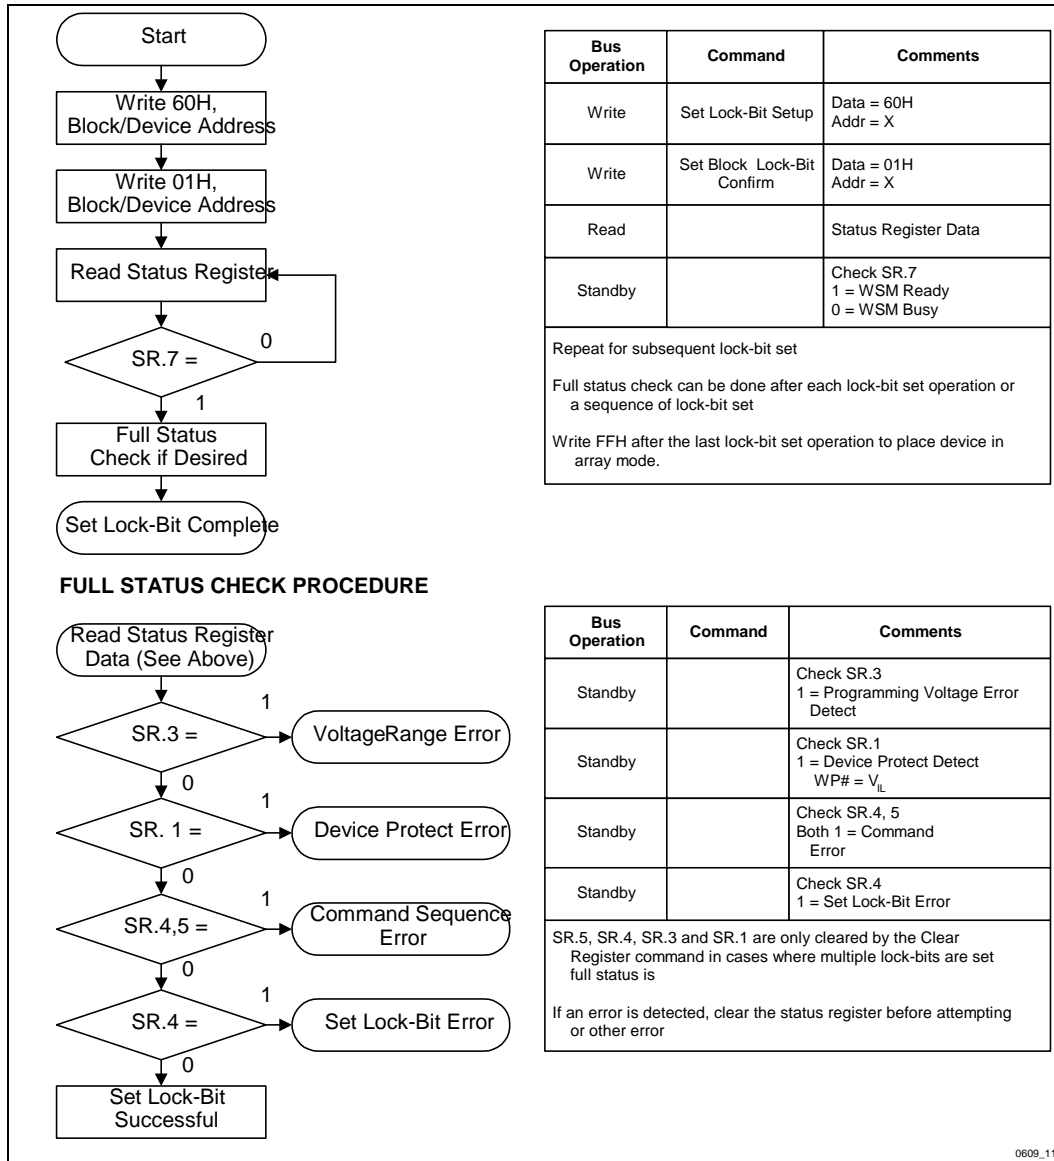 Start
Write 60H,
Block/Device Address
Write 01H,
Block/Device Address
Read Status Register
SR.7 =
0
1
Full Status
Check if Desired
Set Lock-Bit Complete
Bus
Operation
Command
Comments
Write
Set Lock-Bit Setup
Data = 60H
Addr = X
Write
Set Block Lock-Bit
Confirm
Data = 01H
Addr = X
Read
Status Register Data
Standby
Check SR.7
1 = WSM Ready
0 = WSM Busy
Repeat for subsequent lock-bit set
Full status check can be done after each lock-bit set operation or
a sequence of lock-bit set
Write FFH after the last lock-bit set operation to place device in
array mode.
FULL STATUS CHECK PROCEDURE
Read Status Register
Data (See Above)
SR.3 =
1
VoltageRange Error
0
SR. 1 =
1
Device Protect Error
0
SR.4,5 =
1
Command Sequence
Error
0
SR.4 =
1
Set Lock-Bit Error
0
Set Lock-Bit
Successful
Bus
Operation
Command
Comments
Standby
Check SR.3
1 = Programming Voltage Error
Detect
Standby
Check SR.1
1 = Device Protect Detect
WP# = VIL
Standby
Check SR.4, 5
Both 1 = Command
Error
Standby
Check SR.4
1 = Set Lock-Bit Error
SR.5, SR.4, SR.3 and SR.1 are only cleared by the Clear
Register command in cases where multiple lock-bits are set
full status is
If an error is detected, clear the status register before attempting
or other error
0609_11